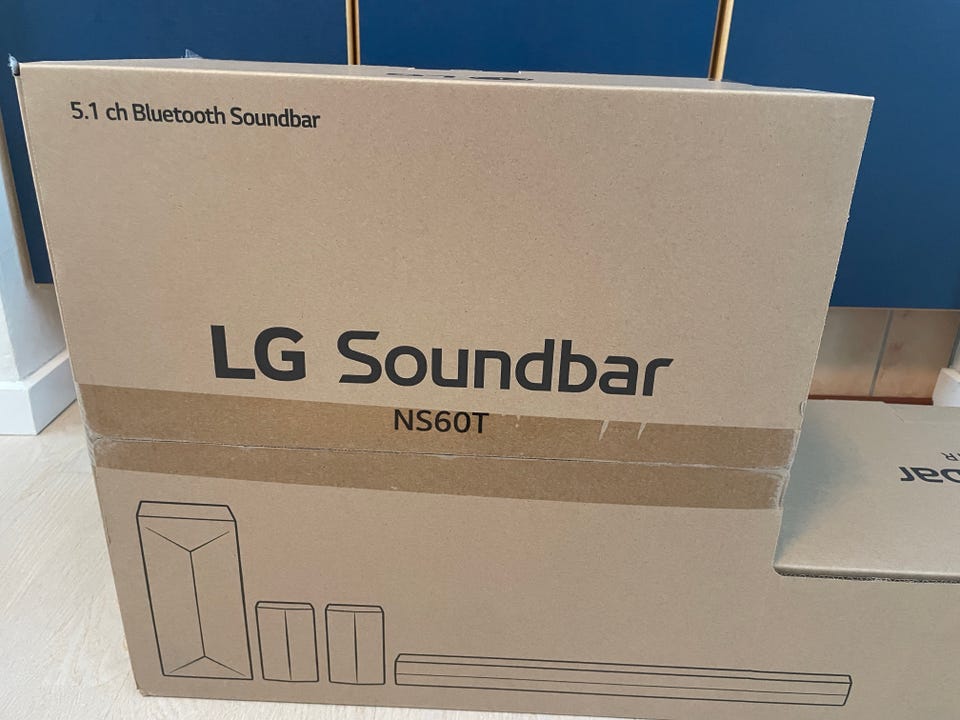 5.1 ch Bluetooth Soundbar
LG Soundbar
NS60T